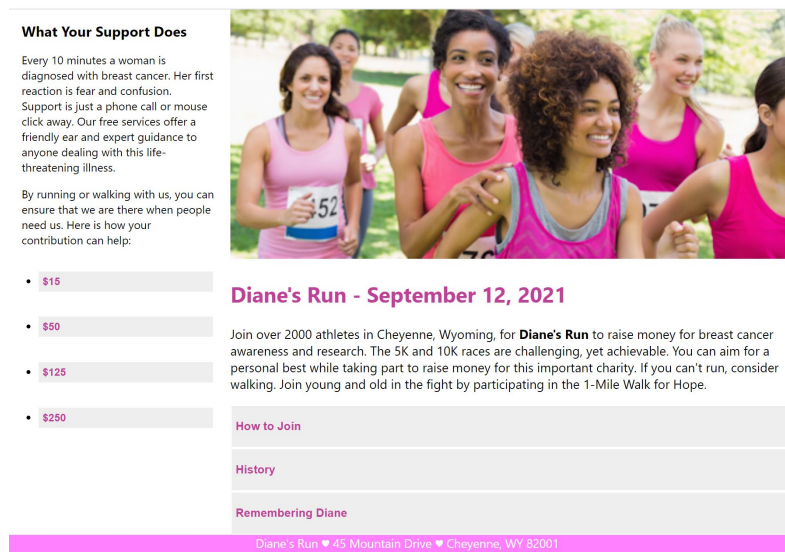 What Your Support Does
Every 10 minutes a woman is
diagnosed with breast cancer. Her first
reaction is fear and confusion.
Support is just a phone call or mouse
click away. Our free services offer a
friendly ear and expert guidance to
anyone dealing with this life-
threatening illness.
By running or walking with us, you can
ensure that we are there when people
need us. Here is how your
contribution can help:
• $15
• $50
• $125
• $250
52
Diane's Run - September 12, 2021
Join over 2000 athletes in Cheyenne, Wyoming, for Diane's Run to raise money for breast cancer
awareness and research. The 5K and 10K races are challenging, yet achievable. You can aim for a
personal best while taking part to raise money for this important charity. If you can't run, consider
walking. Join young and old in the fight by participating in the 1-Mile Walk for Hope.
How to Join
History
Remembering Diane
Diane's Run ♥ 45 Mountain Drive ♥ Cheyenne, WY 82001